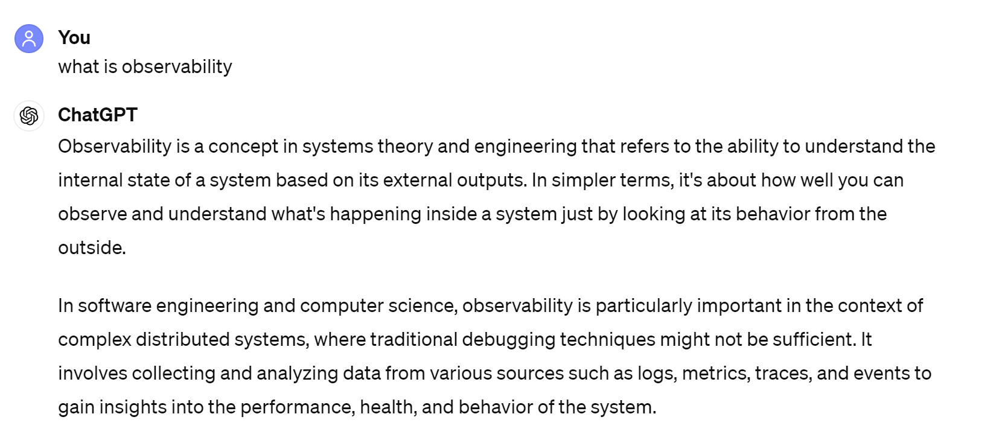 You
what is observability
ChatGPT
Observability is a concept in systems theory and engineering that refers to the ability to understand the
internal state of a system based on its external outputs. In simpler terms, it's about how well you can
observe and understand what's happening inside a system just by looking at its behavior from the
outside.
In software engineering and computer science, observability is particularly important in the context of
complex distributed systems, where traditional debugging techniques might not be sufficient. It
involves collecting and analyzing data from various sources such as logs, metrics, traces, and events to
gain insights into the performance, health, and behavior of the system.